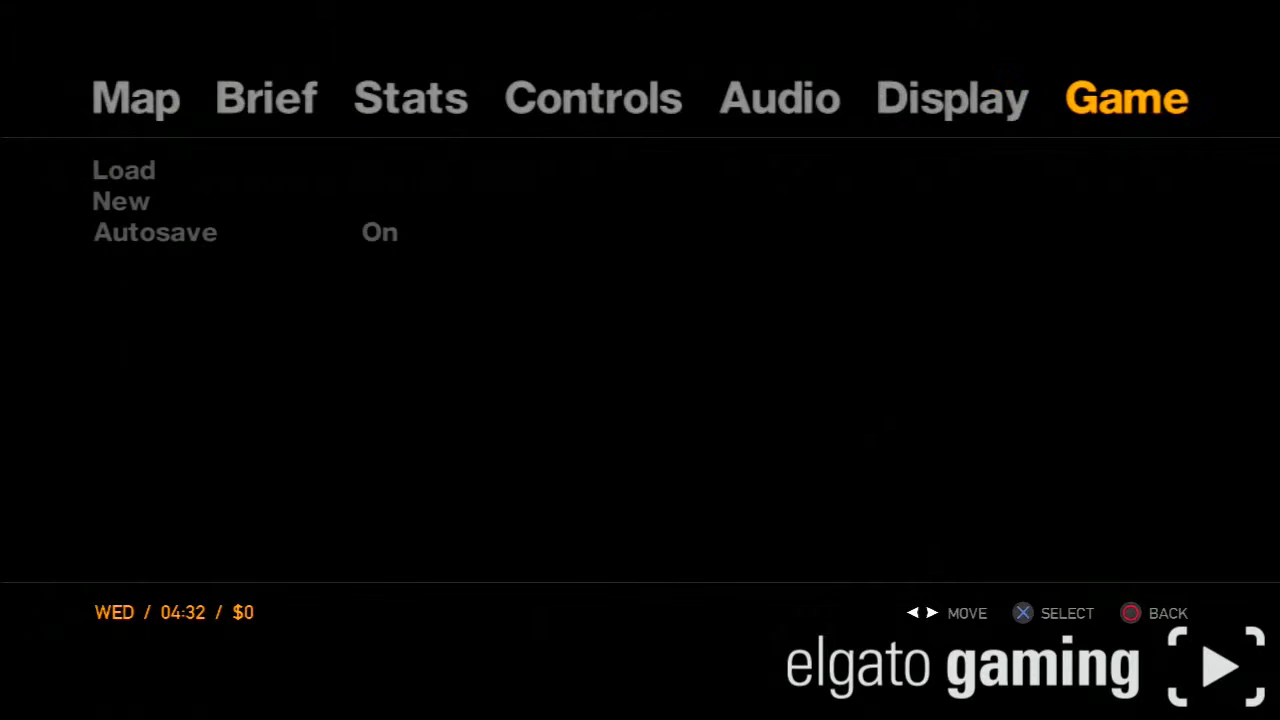 Map Brief Stats Controls Audio Display Game
Load
New
Autosave On
WED / 04:32 / $0
MOVE SELECT BACK
elgato gaming